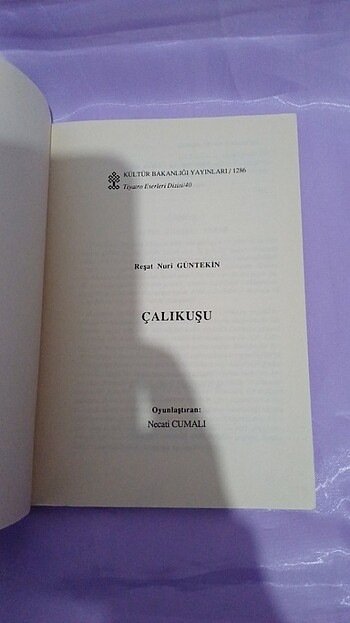 KÜLTÜR BAKANLIĞI YAYINLARI / 1286
Tiyatro Eserleri Dizisi/40
Reşat Nuri GÜNTEKİN
ÇALIKUŞU
Oyunlaştıran:
Necati CUMALI